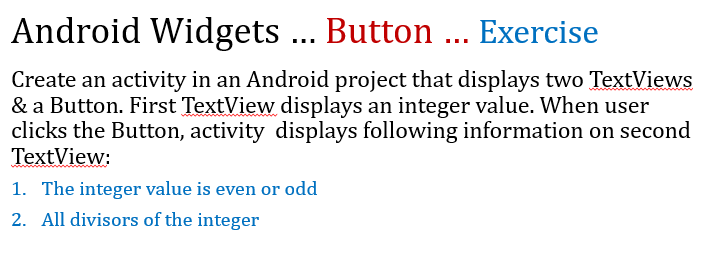 Android Widgets … Button … Exercise
Create an activity in an Android project that displays two TextViews
& a Button. First TextView displays an integer value. When user
clicks the Button, activity  displays following information on second
TextView:
1. The integer value is even or odd
2. All divisors of the integer